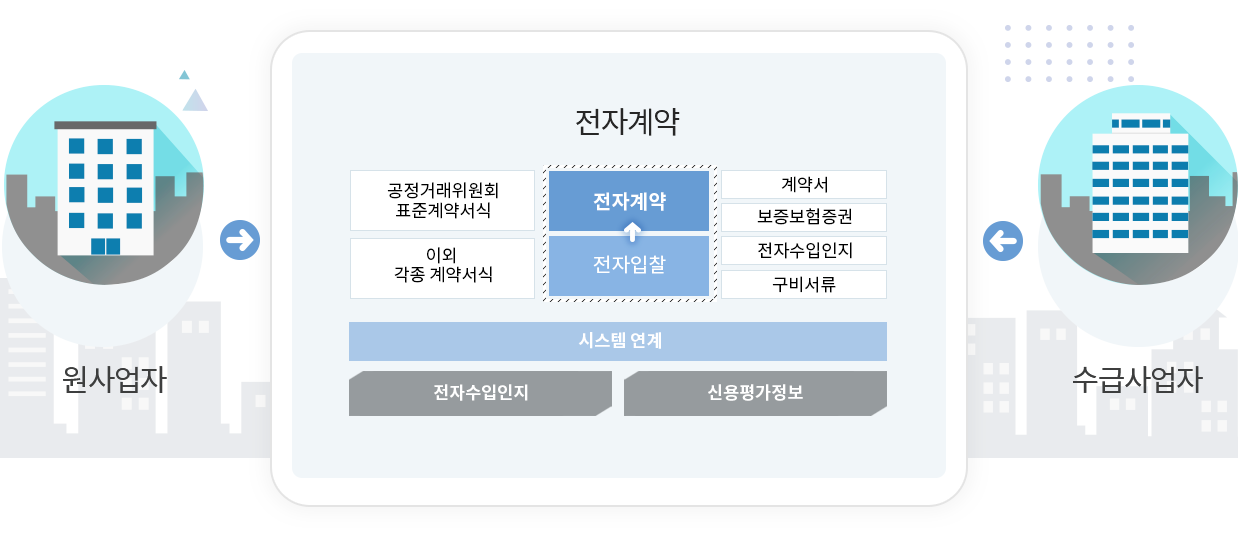 전자계약
공정거래위원회
표준계약서식
이외
각종 계약서식
전자계약
전자입찰
계약서
보증보험증권
전자수입인지
구비서류
시스템 연계
전자수입인지
신용평가정보
원사업자
수급사업자